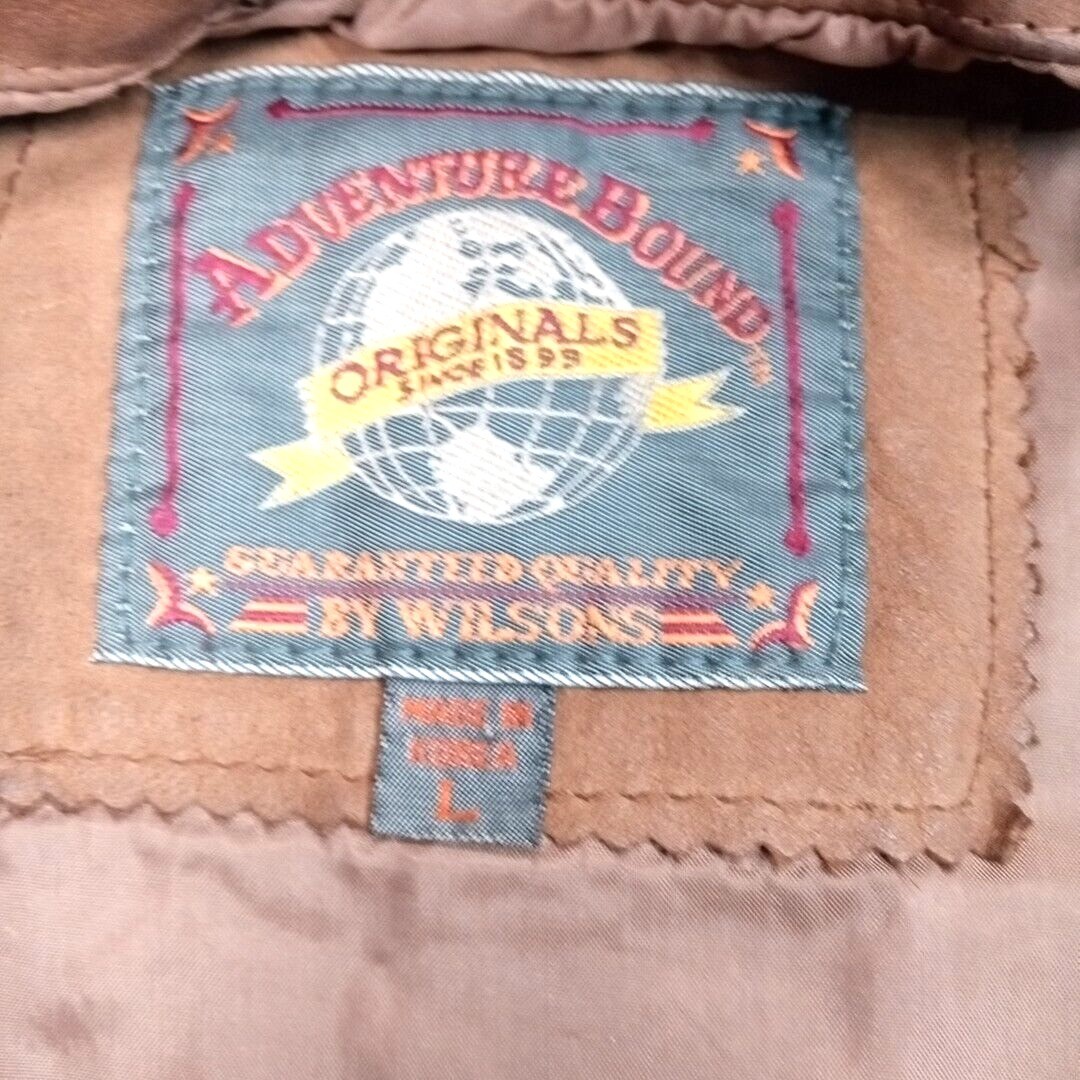 ADVENTURE BOUND
ORIGINALS
SINCE 1899
GUARANTEED QUALITY
BY WILSONS
MADE IN
KOREA
L